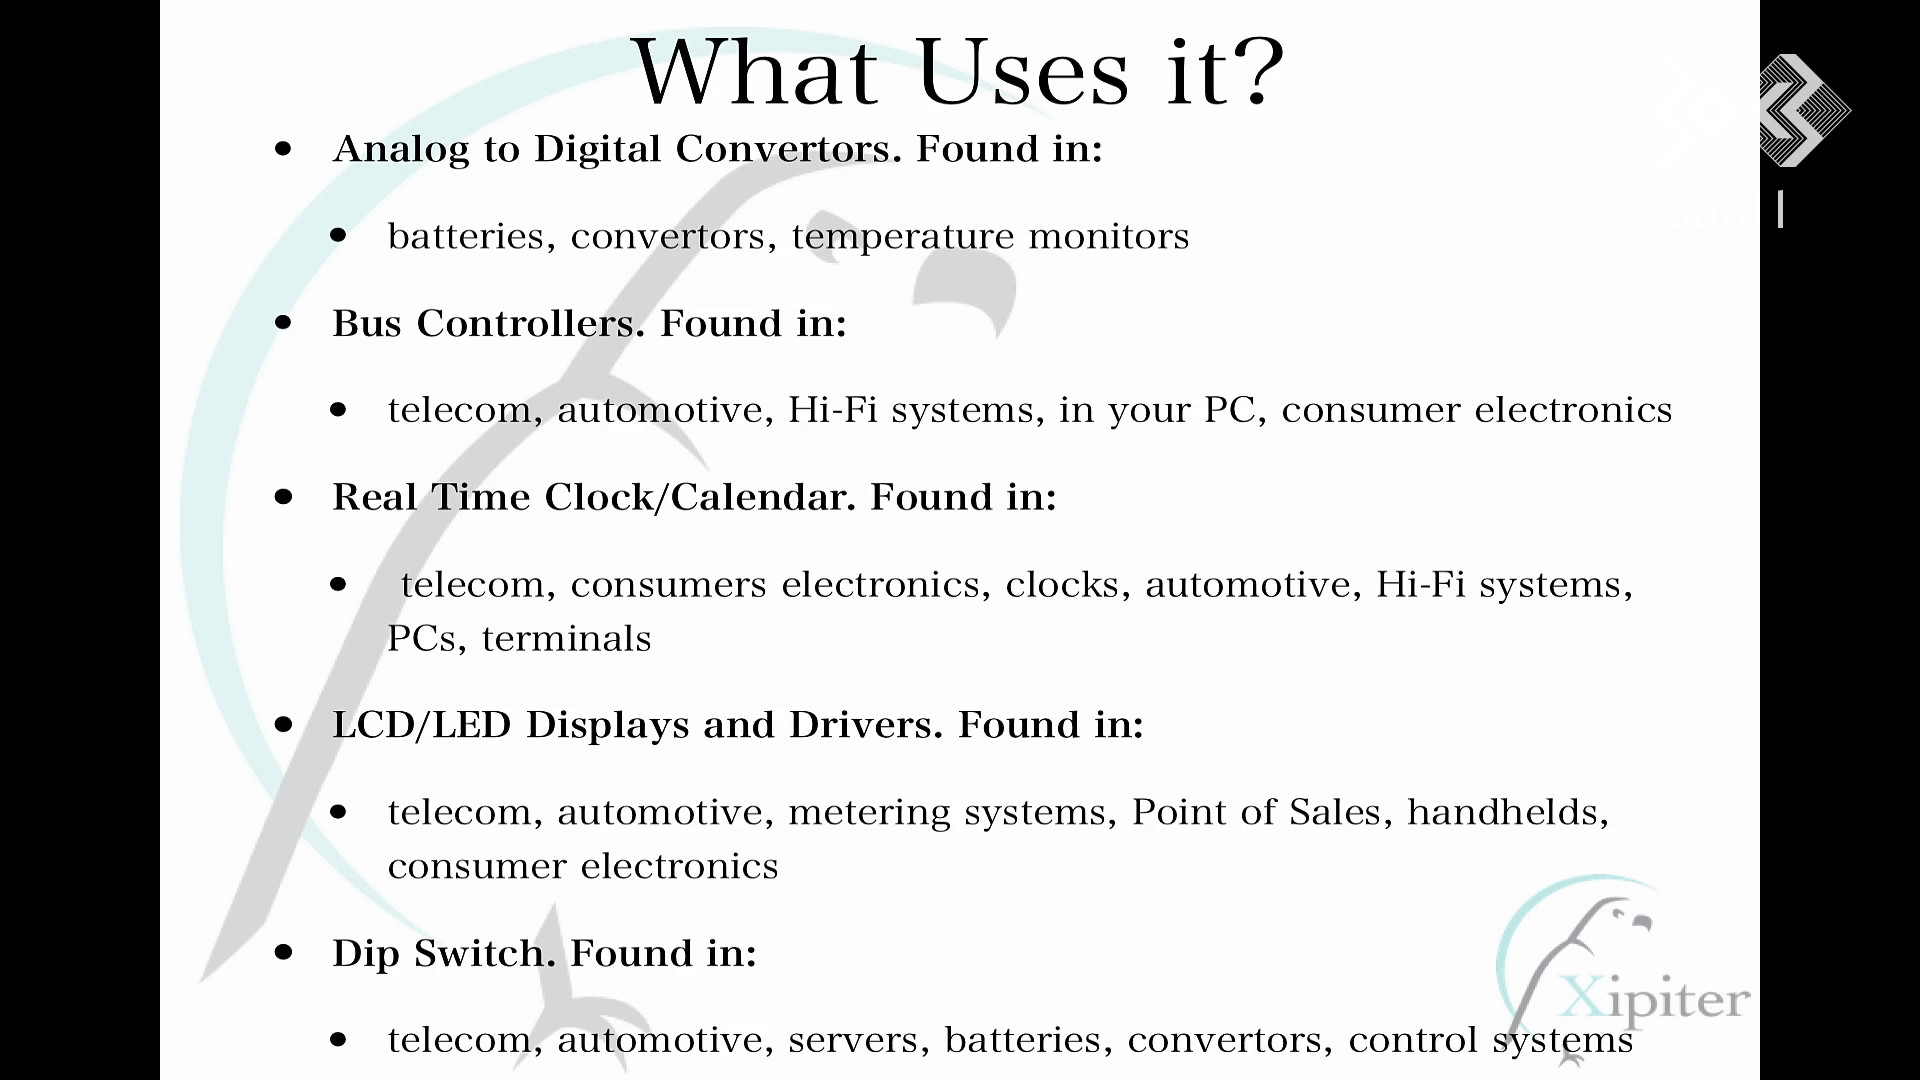 What Uses it?
Analog to Digital Convertors. Found in:
batteries, convertors, temperature monitors
Bus Controllers. Found in:
telecom, automotive, Hi-Fi systems, in your PC, consumer electronics
Real Time Clock/Calendar. Found in:
telecom, consumers electronics, clocks, automotive, Hi-Fi systems,
PCs, terminals
LCD/LED Displays and Drivers. Found in:
telecom, automotive, metering systems, Point of Sales, handhelds,
consumer electronics
Dip Switch. Found in:
telecom, automotive, servers, batteries, convertors, control systems
Xipiter
Saal